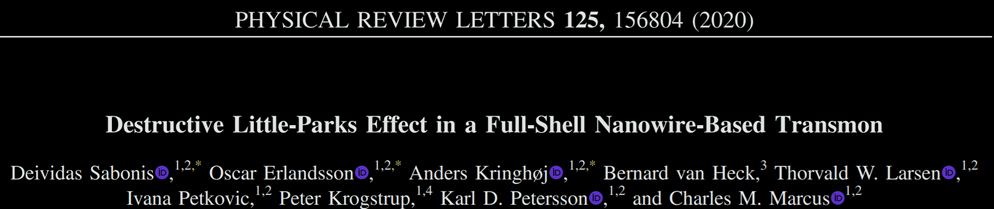 PHYSICAL REVIEW LETTERS 125, 156804 (2020)
Destructive Little-Parks Effect in a Full-Shell Nanowire-Based Transmon
Deividas Sabonis,1,2,* Oscar Erlandsson,1,2,* Anders Kringhøj,1,2,* Bernard van Heck,3 Thorvald W. Larsen,1,2
Ivana Petkovic,1,2 Peter Krogstrup,1,4 Karl D. Petersson,1,2 and Charles M. Marcus1,2